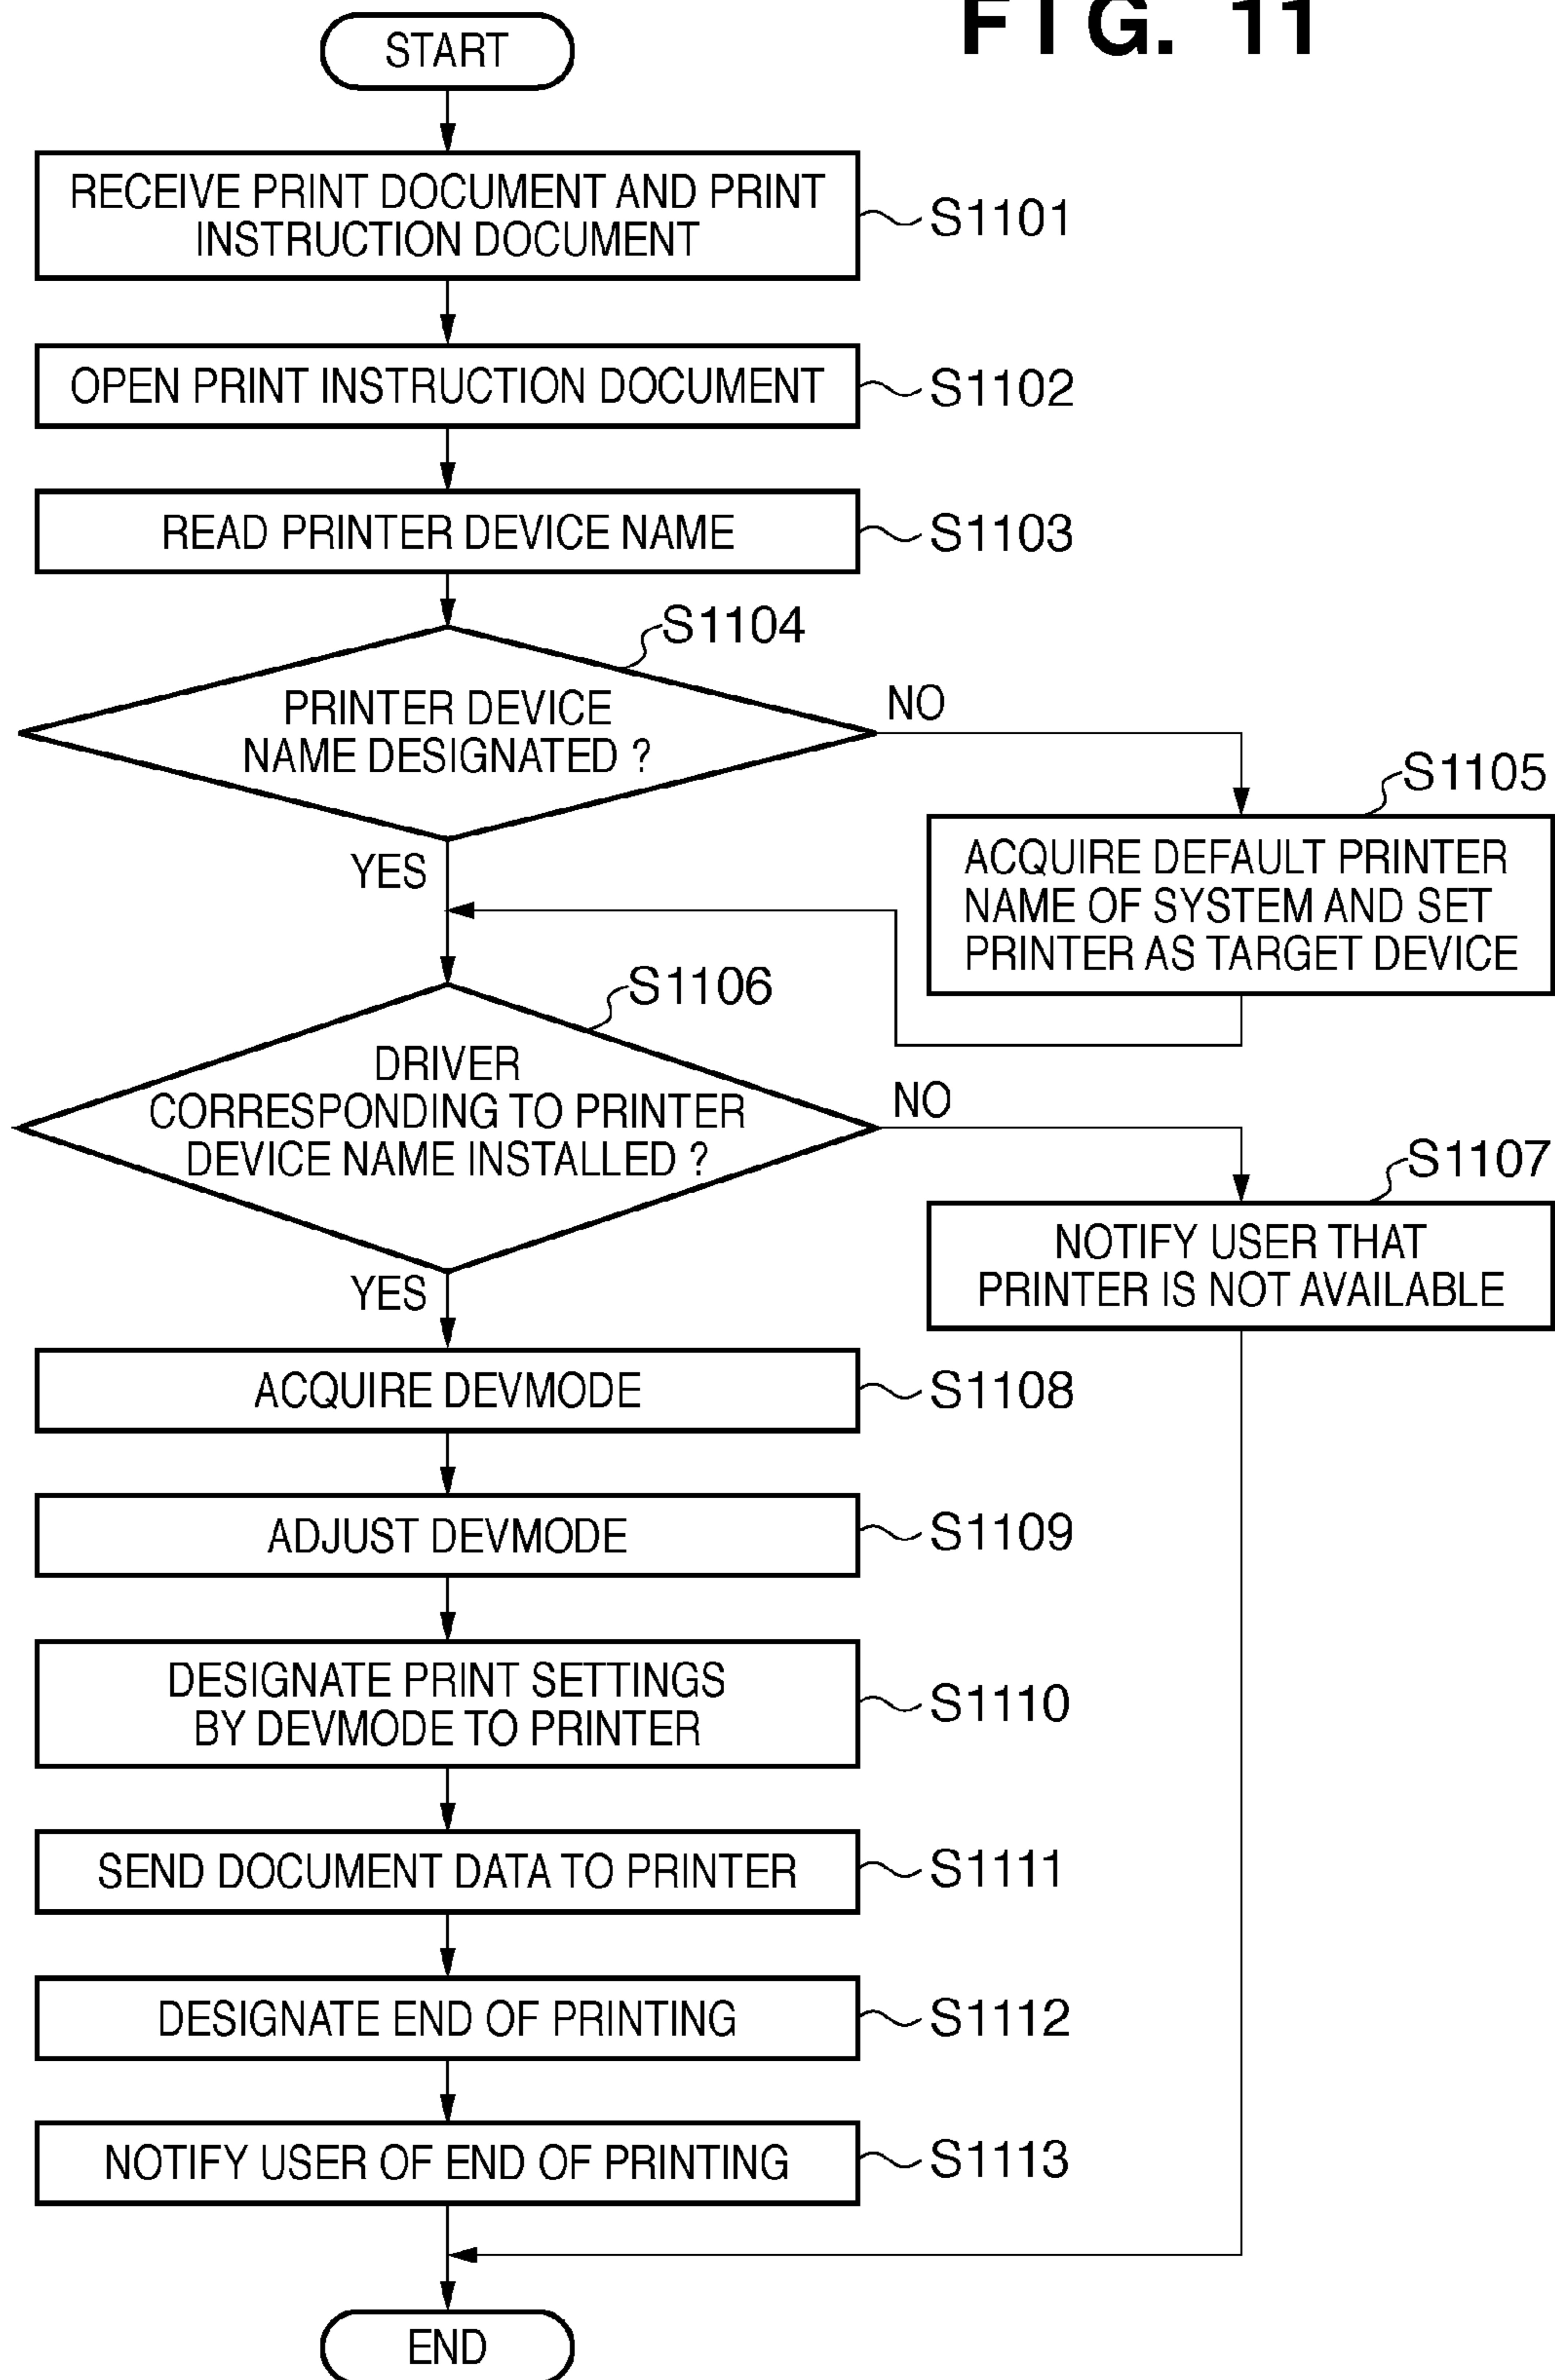 FIG. 11
START
RECEIVE PRINT DOCUMENT AND PRINT
INSTRUCTION DOCUMENT
S1101
OPEN PRINT INSTRUCTION DOCUMENT
S1102
READ PRINTER DEVICE NAME
S1103
S1104
PRINTER DEVICE
NAME DESIGNATED ?
NO
YES
S1105
ACQUIRE DEFAULT PRINTER
NAME OF SYSTEM AND SET
PRINTER AS TARGET DEVICE
S1106
DRIVER
CORRESPONDING TO PRINTER
DEVICE NAME INSTALLED ?
NO
YES
S1107
NOTIFY USER THAT
PRINTER IS NOT AVAILABLE
ACQUIRE DEVMODE
S1108
ADJUST DEVMODE
S1109
DESIGNATE PRINT SETTINGS
BY DEVMODE TO PRINTER
S1110
SEND DOCUMENT DATA TO PRINTER
S1111
DESIGNATE END OF PRINTING
S1112
NOTIFY USER OF END OF PRINTING
S1113
END